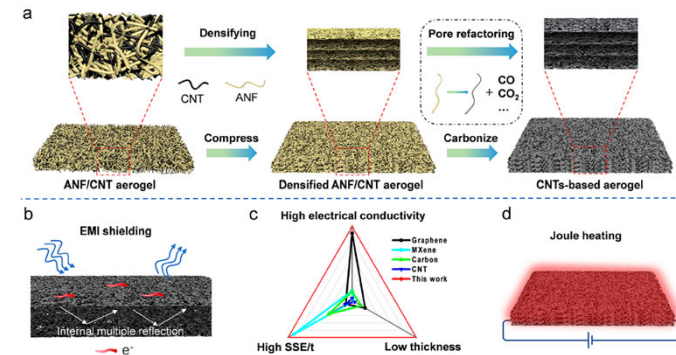 a
Densifying
Pore refactoring
CNT
ANF
+
CO
CO2
...
Compress
Carbonize
ANF/CNT aerogel
Densified ANF/CNT aerogel
CNTs-based aerogel
b
EMI shielding
Internal multiple reflection
e⁻
c
High electrical conductivity
Graphene
MXene
Carbon
CNT
This work
High SSE/t
Low thickness
d
Joule heating